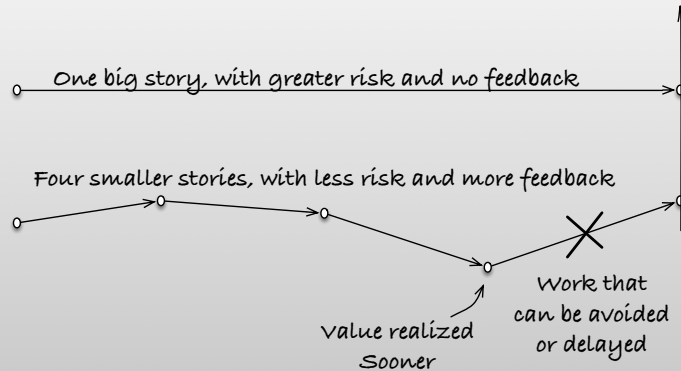 One big story, with greater risk and no feedback
Four smaller stories, with less risk and more feedback
Value realized
Sooner
Work that
can be avoided
or delayed